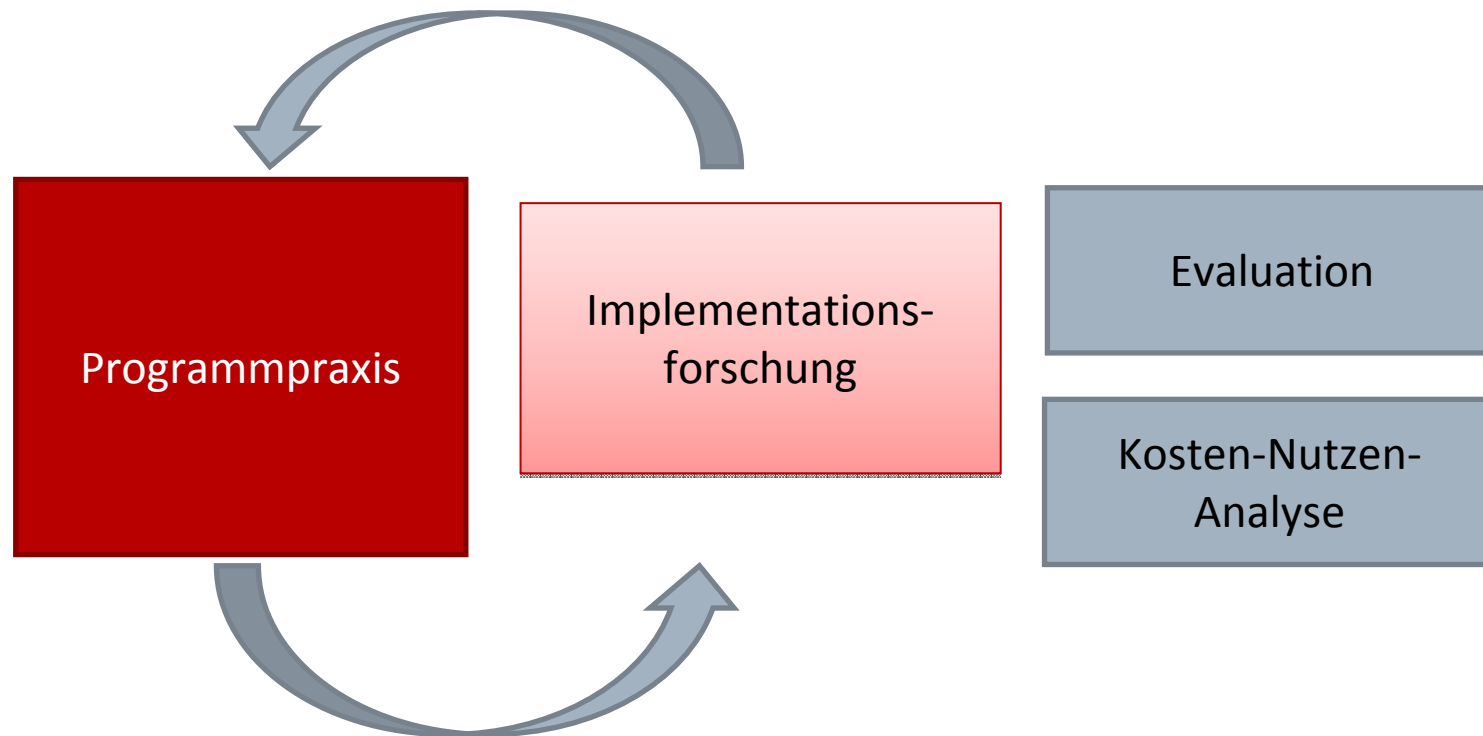 Programmpraxis
Implementations-
forschung
Evaluation
Kosten-Nutzen-
Analyse